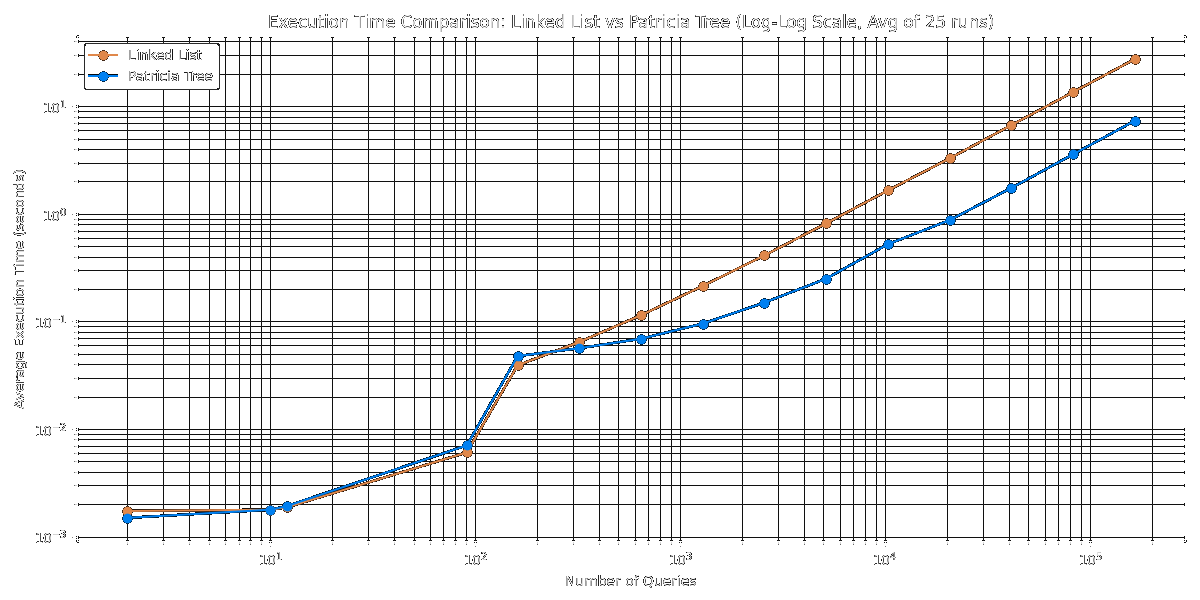 Execution Time Comparison: Linked List vs Patricia Tree (Log-Log Scale, Avg of 25 runs)
Linked List
Patricia Tree
10¹
10⁰
10⁻¹
10⁻²
10⁻³
Average Execution Time (seconds)
10¹ 10² 10³ 10⁴ 10⁵
Number of Queries